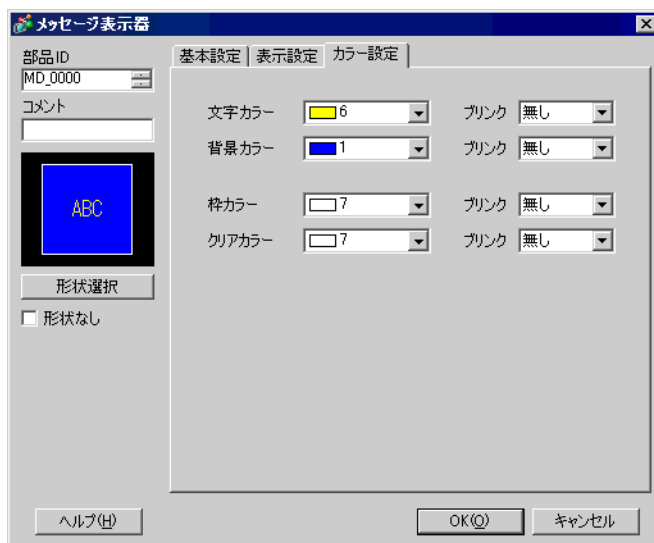 メッセージ表示器
部品ID
MD_0000
コメント
ABC
形状選択
形状なし
基本設定 表示設定 カラー設定
文字カラー 6 ブリンク 無し
背景カラー 1 ブリンク 無し
枠カラー 7 ブリンク 無し
クリアカラー 7 ブリンク 無し
ヘルプ(H) OK(O) キャンセル